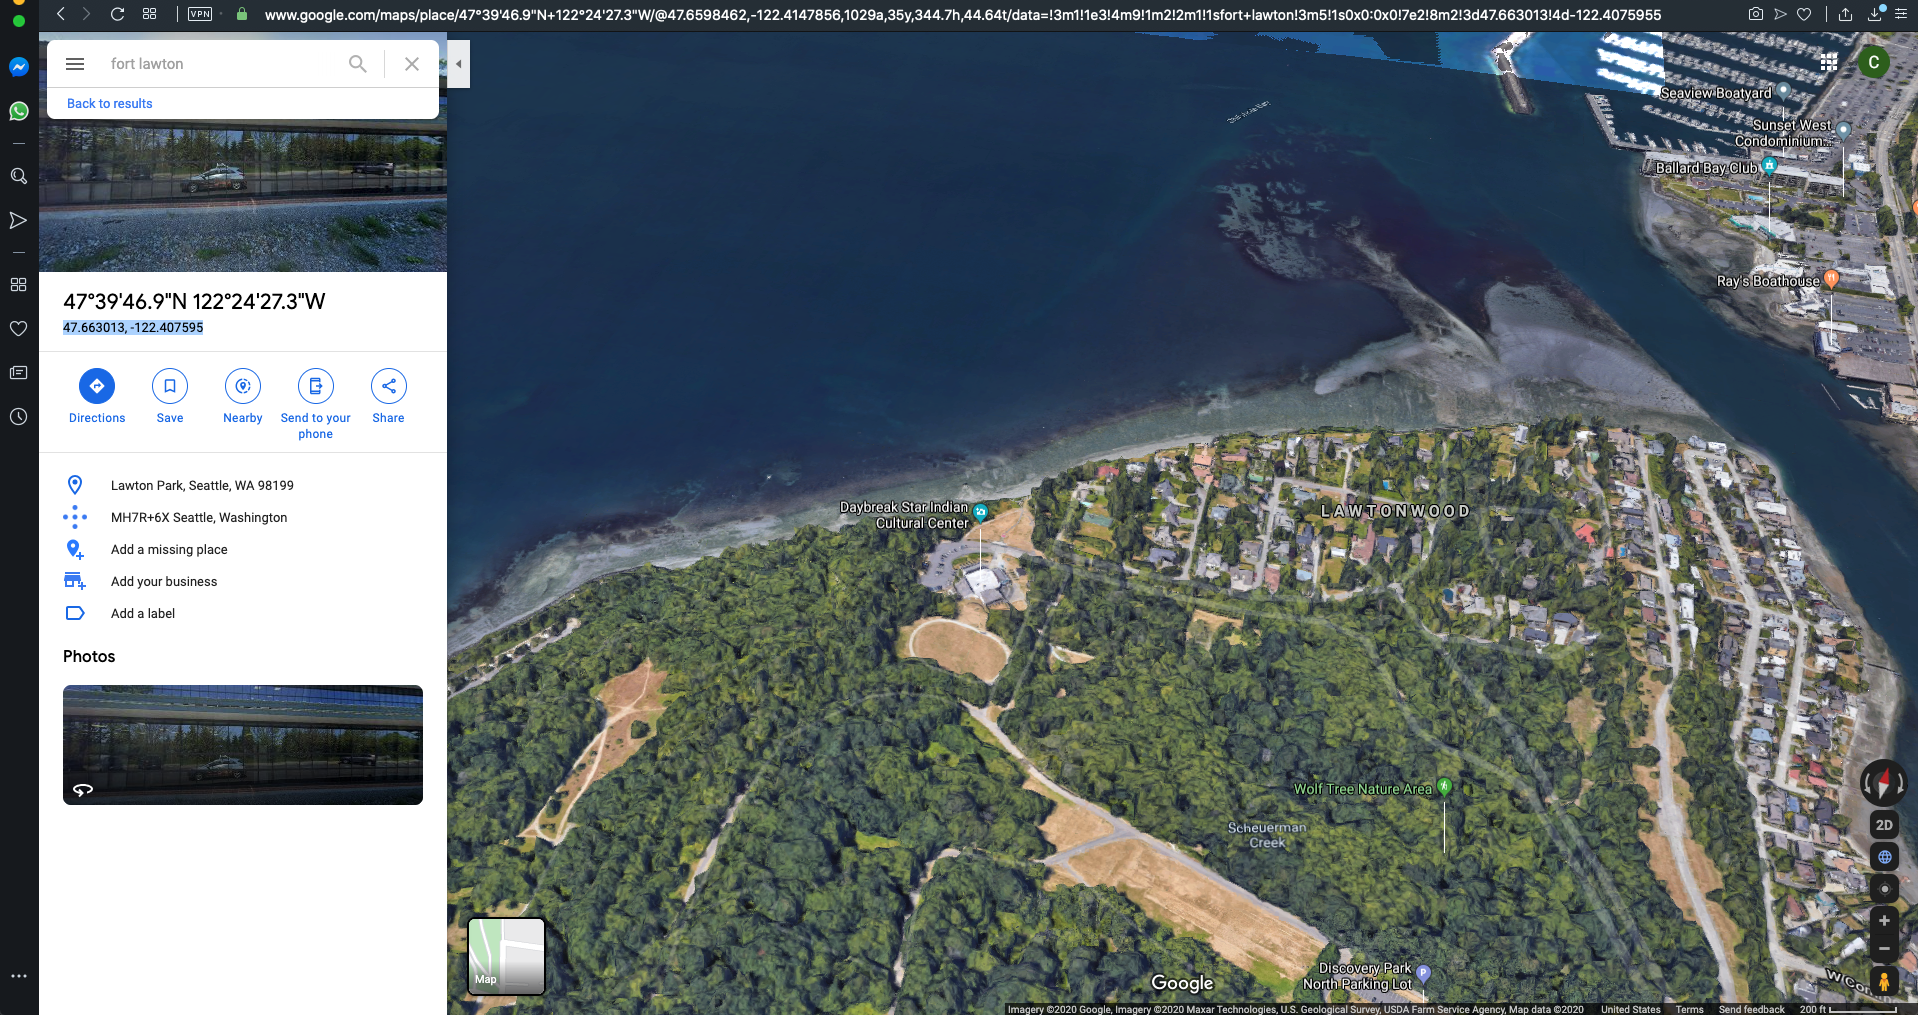 VPN
www.google.com/maps/place/47°39'46.9"N+122°24'27.3"W/@47.6598462,-122.4147856,1029a,35y,344.7h,44.64t/data=!3m1!1e3!4m9!1m2!2m1!1sfort+lawton!3m5!1s0x0:0x0!7e2!8m2!3d47.663013!4d-122.4075955
fort lawton
Back to results
47°39'46.9"N 122°24'27.3"W
47.663013, -122.407595
Directions
Save
Nearby
Send to your
phone
Share
Lawton Park, Seattle, WA 98199
MH7R+6X Seattle, Washington
Add a missing place
Add your business
Add a label
Photos
C
Seaview Boatyard
Sunset West
Condominium...
Ballard Bay Club
Ray's Boathouse
Daybreak Star Indian
Cultural Center
LAWTONWOOD
Wolf Tree Nature Area
Scheuerman
Creek
Discovery Park
North Parking Lot
P
2D
Map
Google
Imagery ©2020 Google, Imagery ©2020 Maxar Technologies, U.S. Geological Survey, USDA Farm Service Agency, Map data ©2020
United States
Terms
Send feedback
200 ft